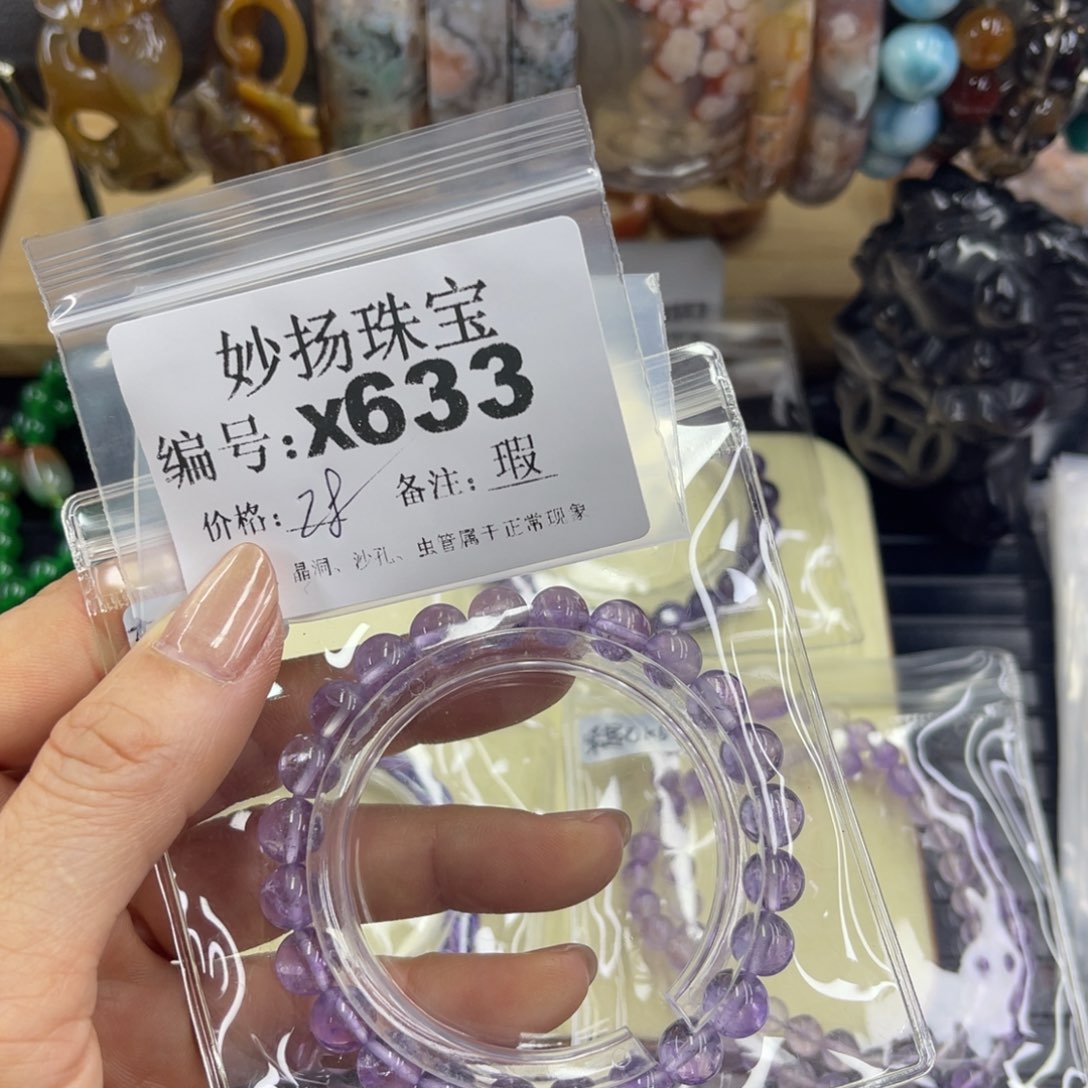 妙扬珠宝
编号:x633
价格: 28 备注: 瑕
晶洞、沙孔、虫管属于正常现象